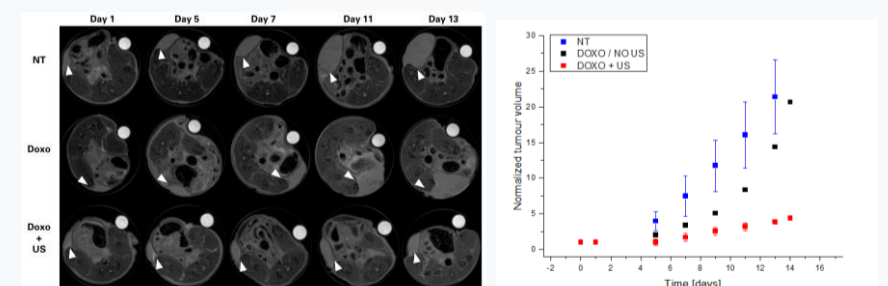 Day 1 Day 5 Day 7 Day 11 Day 13
NT
Doxo
Doxo
+
US
Normalized tumour volume
30
25
20
15
10
5
0
NT
DOXO / NO US
DOXO + US
-2 0 2 4 6 8 10 12 14 16
Time [days]